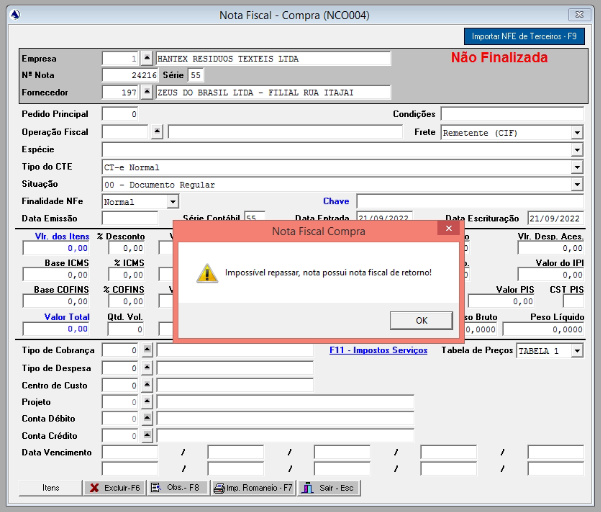 Nota Fiscal - Compra (NCO004)
Importar NFE de Terceiros - F9
Empresa 1 HANTEX RESIDUOS TEXTEIS LTDA Não Finalizada
Nº Nota 24216 Série 55
Fornecedor 197 ZEUS DO BRASIL LTDA - FILIAL RUA ITAJAI
Pedido Principal 0 Condições
Operação Fiscal Frete Remetente (CIF)
Espécie
Tipo do CTE CT-e Normal
Situação 00 - Documento Regular
Finalidade NFe Normal Chave
Data Emissão Série Contábil 55 Data Entrada 21/09/2022 Data Escrituração 21/09/2022
Nota Fiscal Compra
Impossível repassar, nota possui nota fiscal de retorno!
OK
Vlr. dos Itens % Desconto Vlr. Desp. Aces.
0,00 0,00 0,00
Base ICMS % ICMS Valor do IPI
0,00 0,00 0,00
Base COFINS % COFINS Valor PIS CST PIS
0,00 0,00 0,00
Valor Total Qtd. Vol. so Bruto Peso Líquido
0,00 0 0,0000 0,0000
Tipo de Cobrança 0 F11 - Impostos Serviços Tabela de Preços TABELA 1
Tipo de Despesa 0
Centro de Custo 0
Projeto 0
Conta Débito 0
Conta Crédito 0
Data Vencimento / / / /
/ / / /
Itens Excluir-F6 Obs.- F8 Imp. Romaneio - F7 Sair - Esc